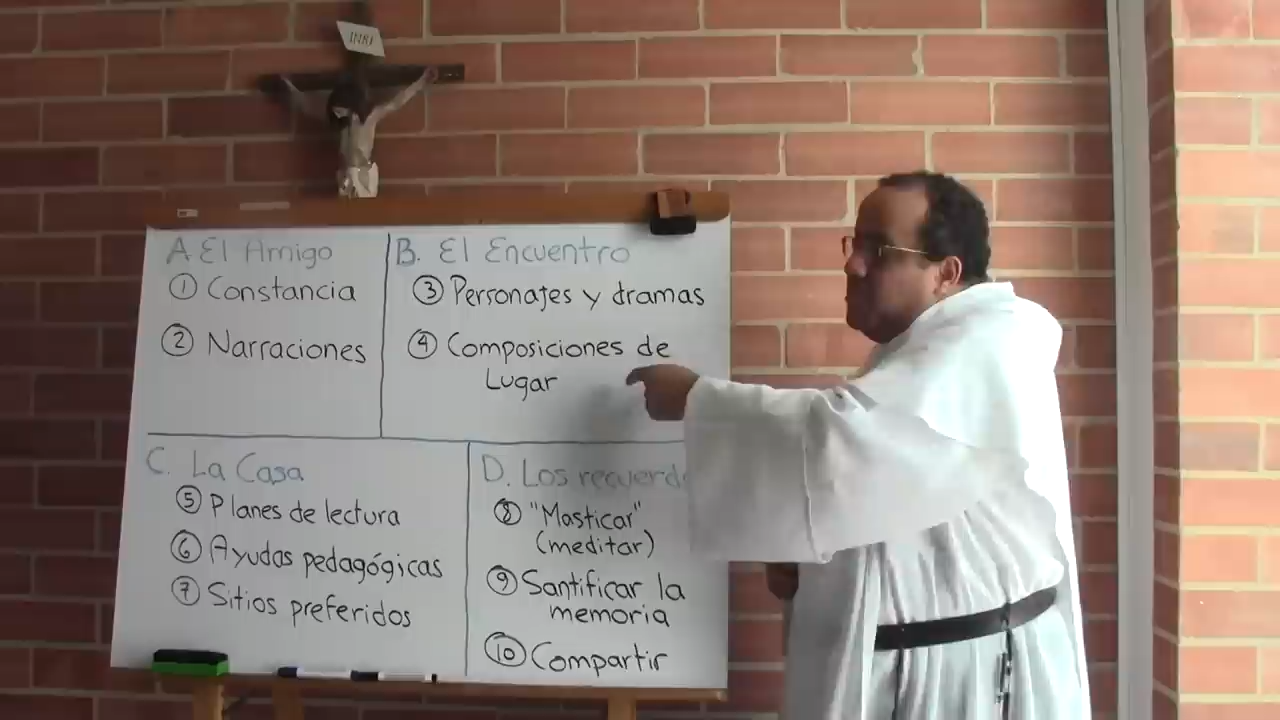 INRI
A. El Amigo
① Constancia
② Narraciones
B. El Encuentro
③ Personajes y dramas
④ Composiciones de
Lugar
C. La Casa
⑤ Planes de lectura
⑥ Ayudas pedagógicas
⑦ Sitios preferidos
D. Los recuerd
⑧ "Masticar"
(meditar)
⑨ Santificar la
memoria
⑩ Compartir